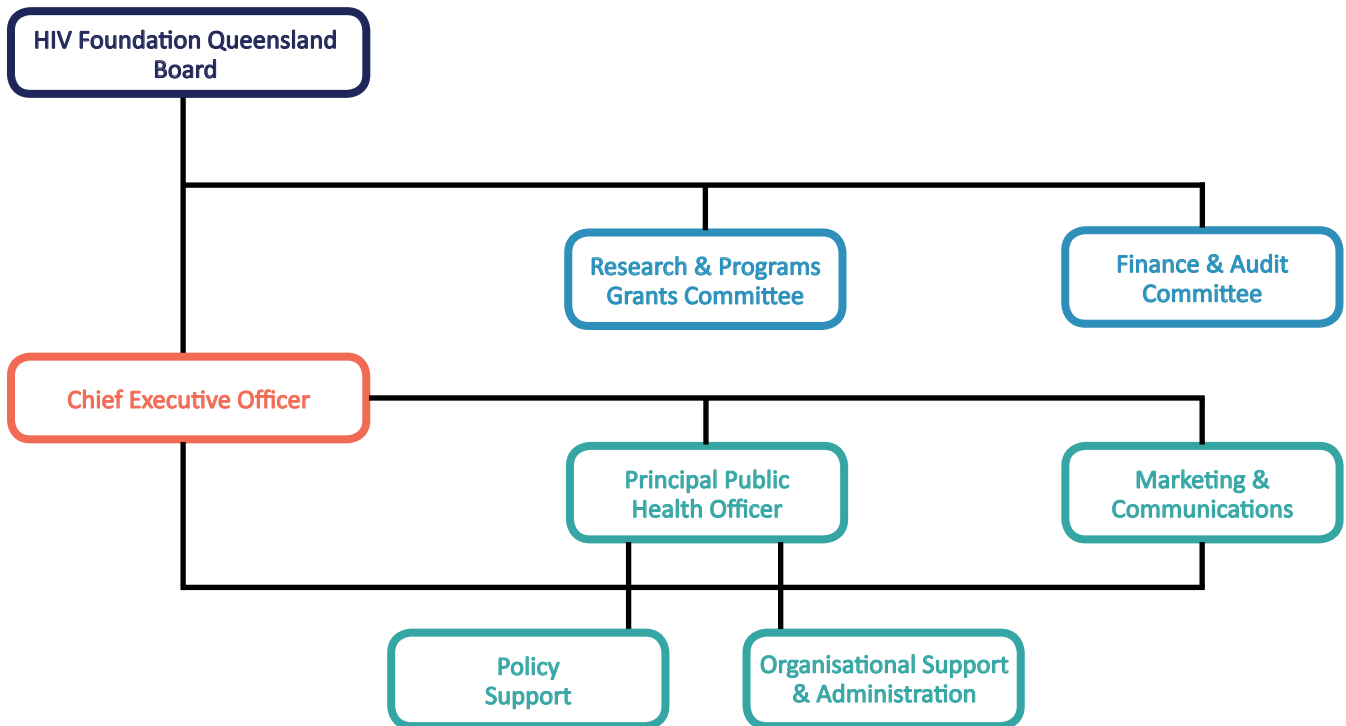 HIV Foundation Queensland
Board
Research & Programs
Grants Committee
Finance & Audit
Committee
Chief Executive Officer
Principal Public
Health Officer
Marketing &
Communications
Policy
Support
Organisational Support
& Administration